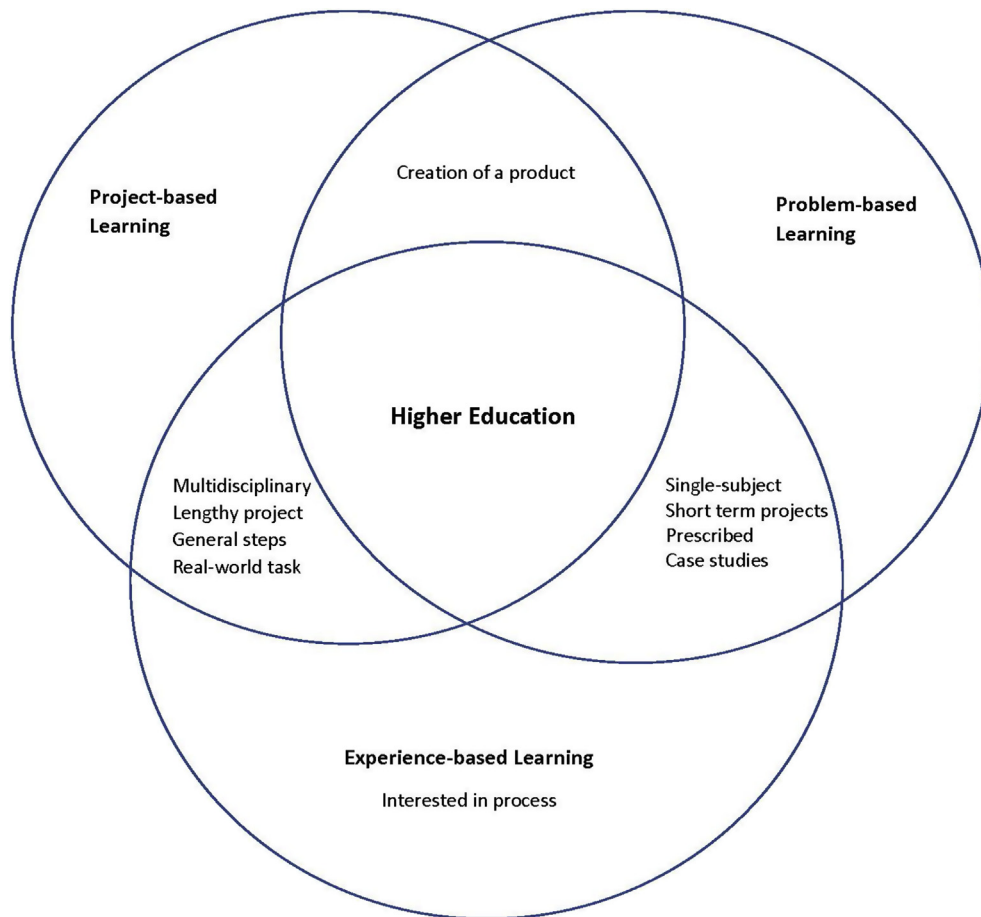 Creation of a product
Project-based
Learning
Problem-based
Learning
Higher Education
Multidisciplinary
Lengthy project
General steps
Real-world task
Single-subject
Short term projects
Prescribed
Case studies
Experience-based Learning
Interested in process